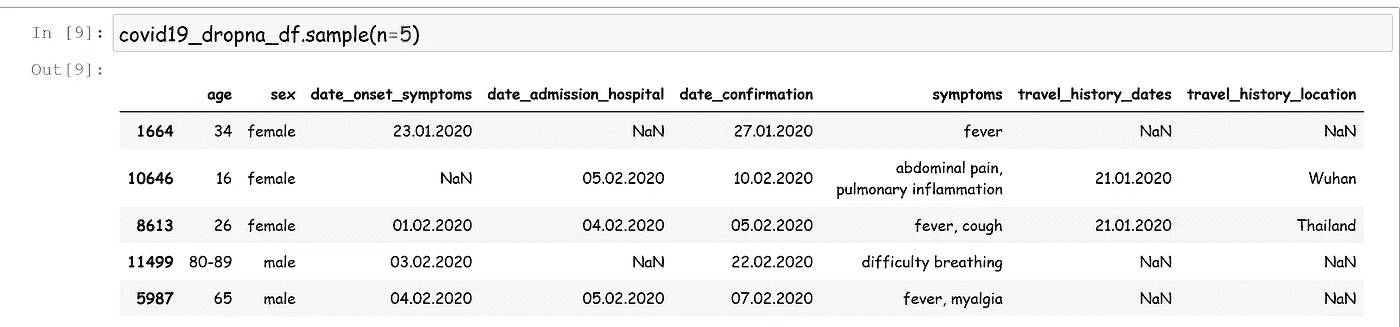 In [9]: covid19_dropna_df.sample(n=5)
Out[9]:
age sex date_onset_symptoms date_admission_hospital date_confirmation symptoms travel_history_dates travel_history_location
1664 34 female 23.01.2020 NaN 27.01.2020 fever NaN NaN
10646 16 female NaN 05.02.2020 10.02.2020 abdominal pain, pulmonary inflammation 21.01.2020 Wuhan
8613 26 female 01.02.2020 04.02.2020 05.02.2020 fever, cough 21.01.2020 Thailand
11499 80-89 male 03.02.2020 NaN 22.02.2020 difficulty breathing NaN NaN
5987 65 male 04.02.2020 05.02.2020 07.02.2020 fever, myalgia NaN NaN